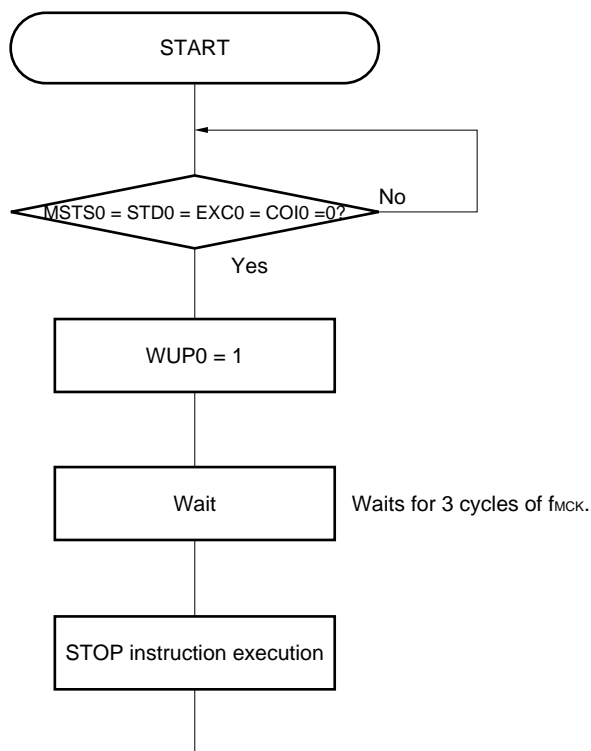 START
MSTS0 = STD0 = EXC0 = COI0 =0?
No
Yes
WUP0 = 1
Wait
Waits for 3 cycles of fMCK.
STOP instruction execution